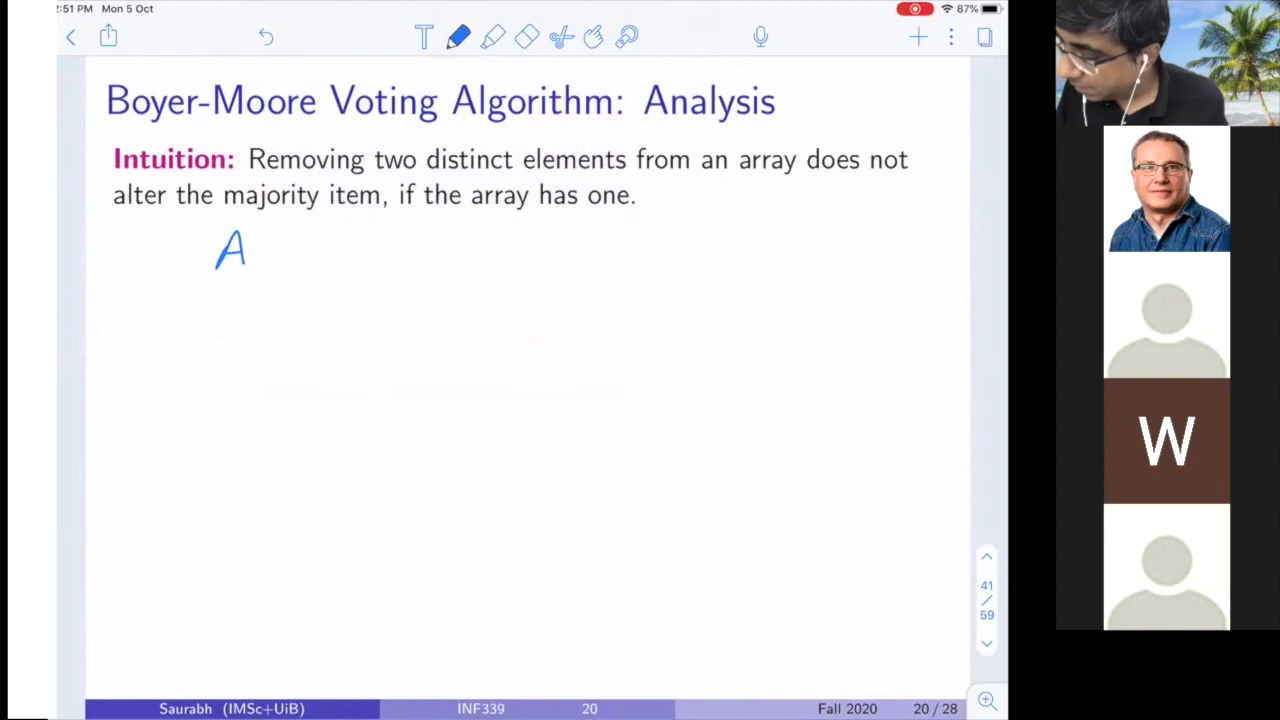 :51 PM Mon 5 Oct
87%
T
Boyer-Moore Voting Algorithm: Analysis
Intuition: Removing two distinct elements from an array does not
alter the majority item, if the array has one.
A
W
41
/
59
Saurabh (IMSc+UiB) INF339 20 Fall 2020 20 / 28